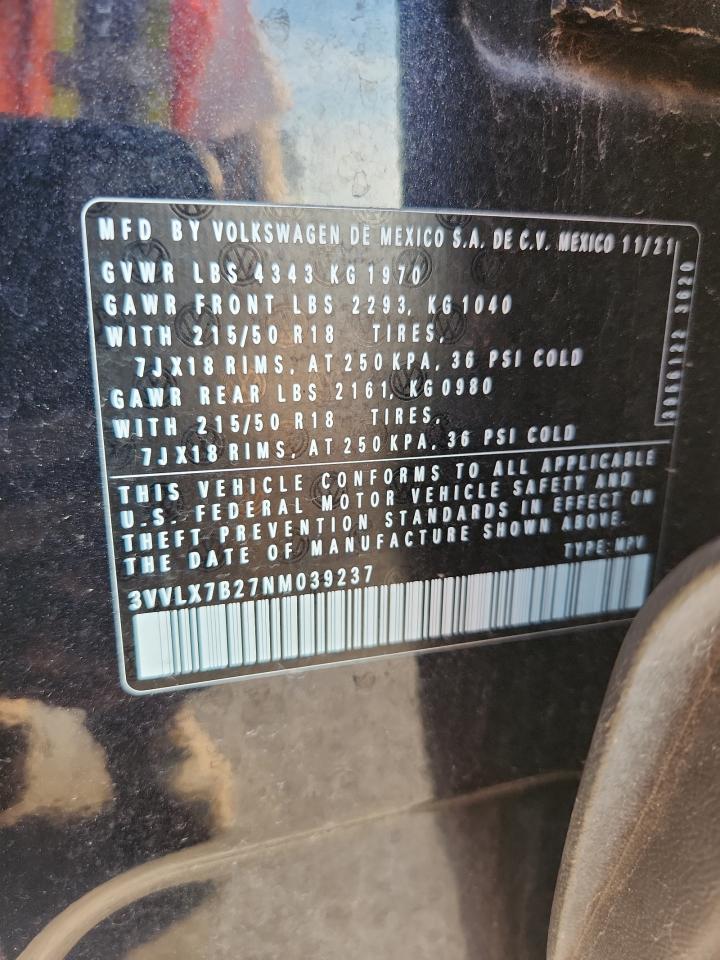 MFD BY VOLKSWAGEN DE MEXICO S.A. DE C.V. MEXICO 11/21
GVWR LBS 4343 KG 1970
GAWR FRONT LBS 2293, KG 1040
WITH 215/50 R18 TIRES,
7JX18 RIMS, AT 250 KPA, 36 PSI COLD
GAWR REAR LBS 2161, KG 0980
WITH 215/50 R18 TIRES,
7JX18 RIMS, AT 250 KPA, 36 PSI COLD
THIS VEHICLE CONFORMS TO ALL APPLICABLE
U.S. FEDERAL MOTOR VEHICLE SAFETY AND
THEFT PREVENTION STANDARDS IN EFFECT ON
THE DATE OF MANUFACTURE SHOWN ABOVE.
TYPE: MPV
3VVLX7B27NM039237